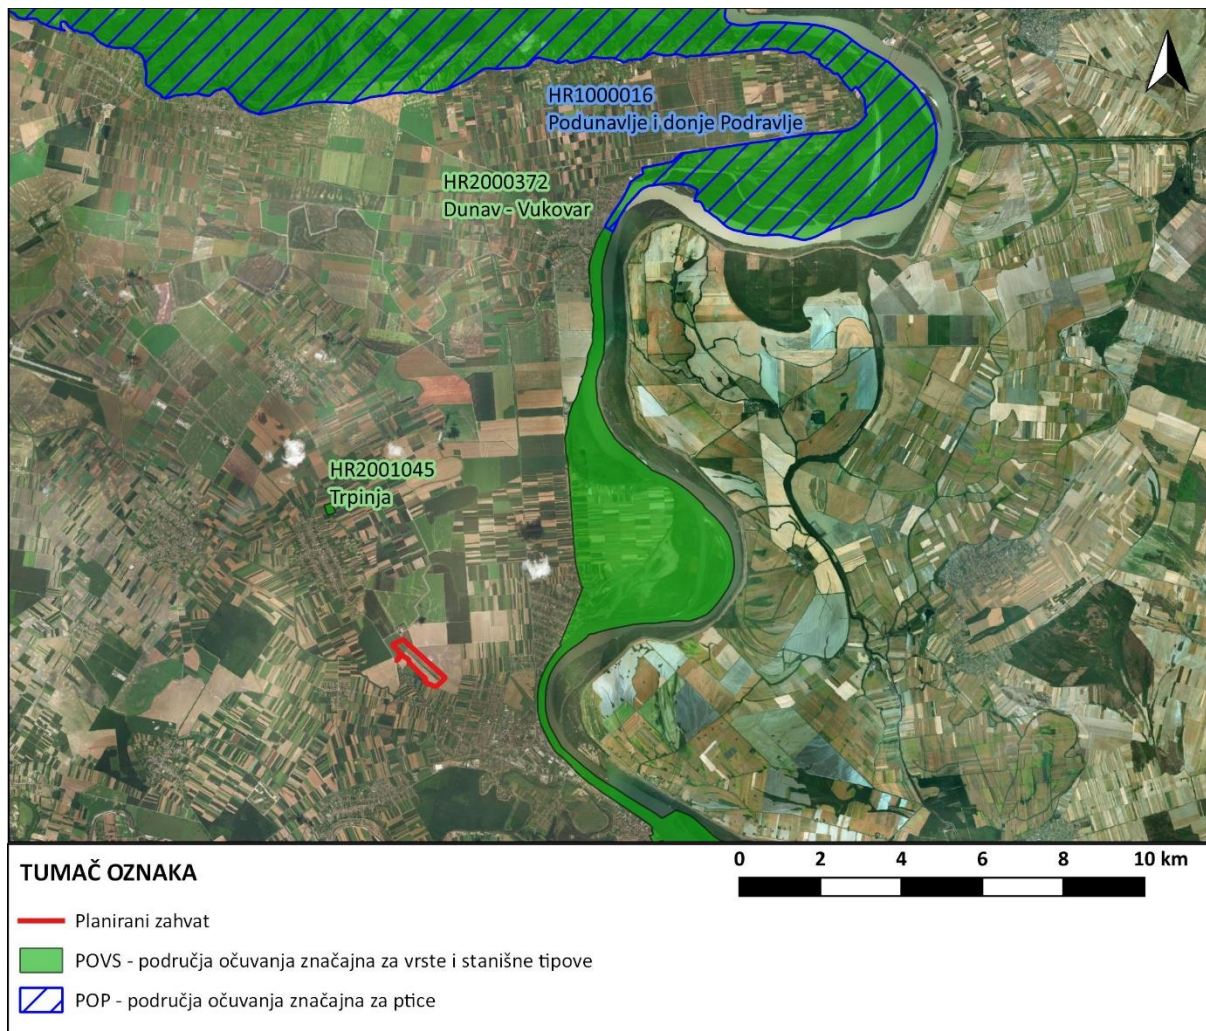 HR1000016
Podunavlje i donje Podravlje
HR2000372
Dunav - Vukovar
HR2001045
Trpinja
TUMAČ OZNAKA
0 2 4 6 8 10 km
Planirani zahvat
POVS - područja očuvanja značajna za vrste i stanišne tipove
POP - područja očuvanja značajna za ptice